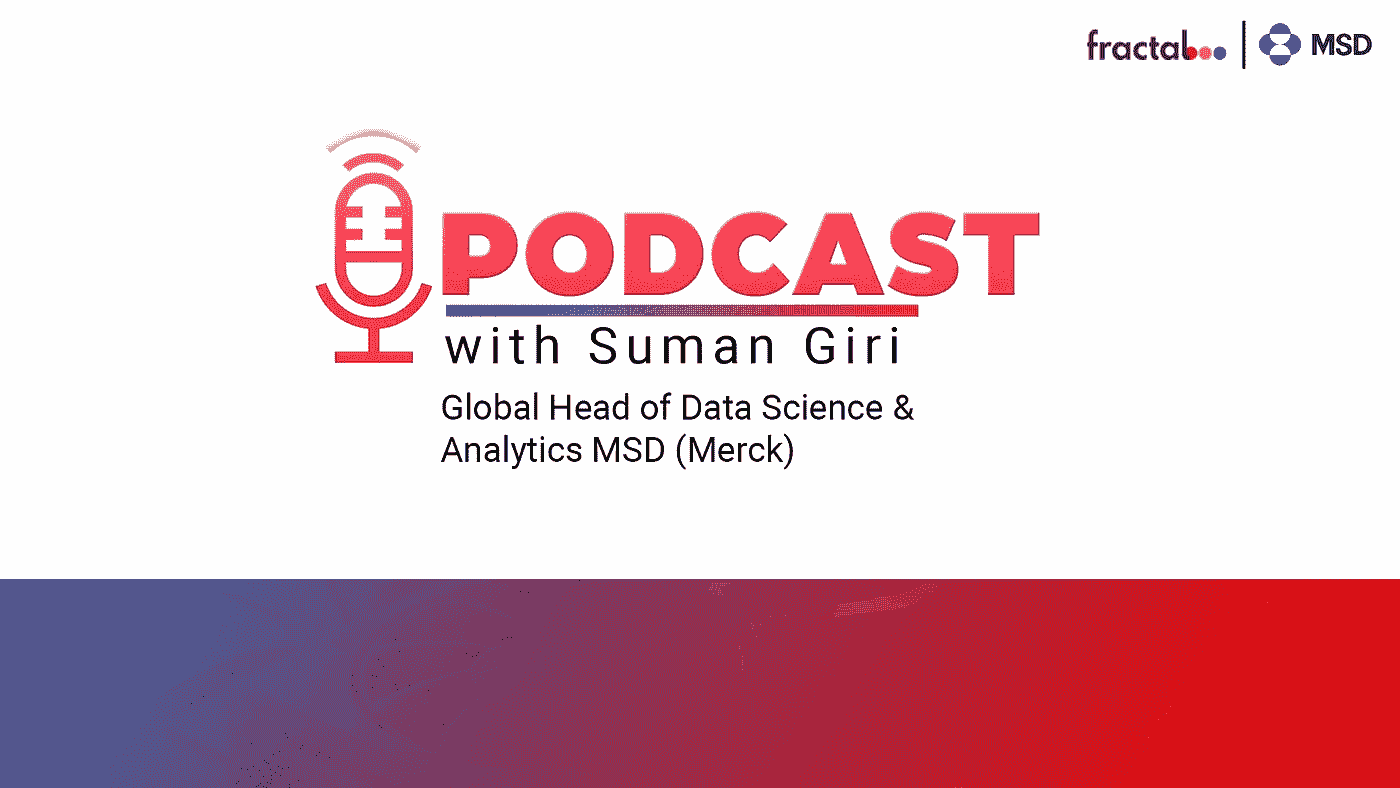 fractal
MSD
PODCAST
with Suman Giri
Global Head of Data Science &
Analytics MSD (Merck)